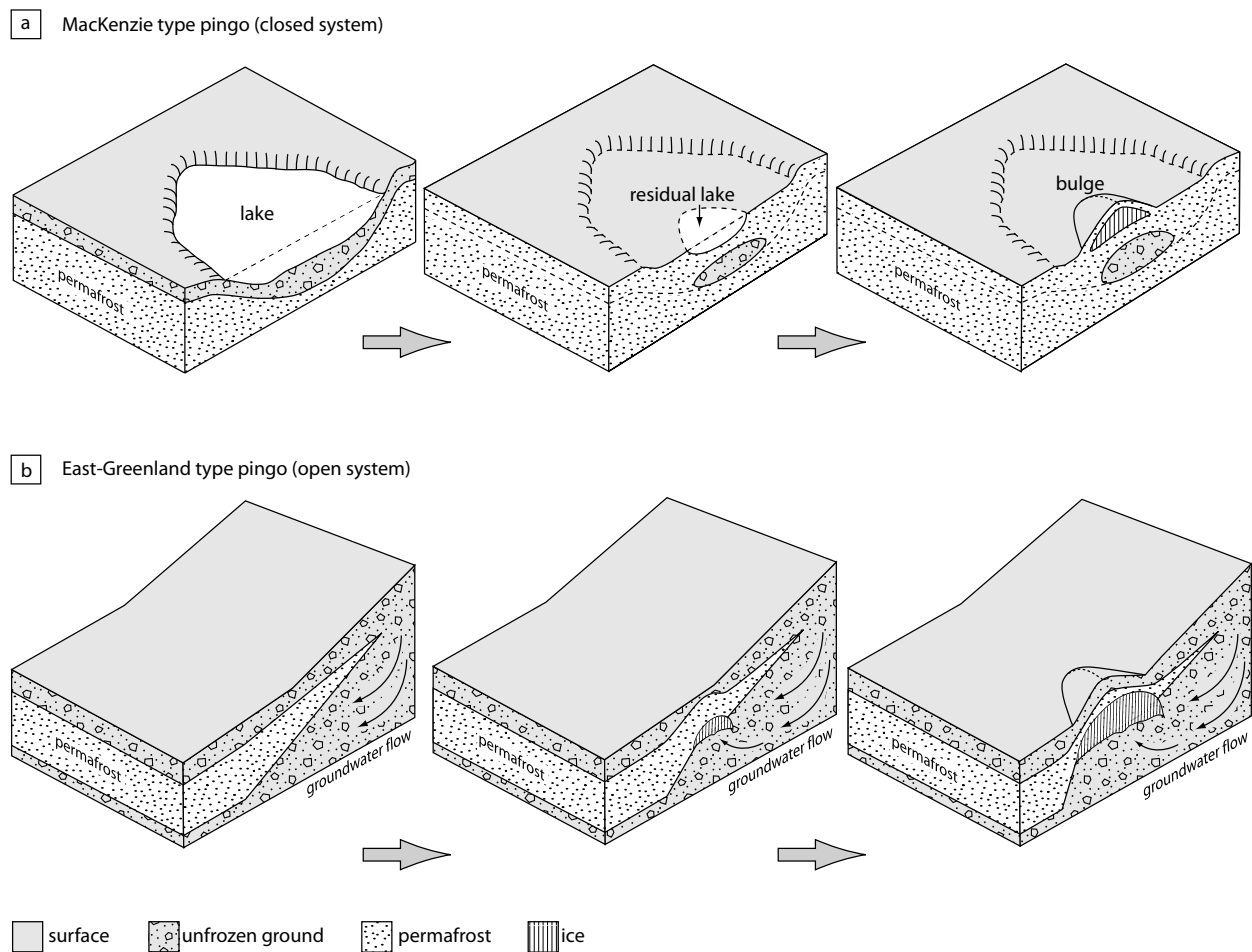 a MacKenzie type pingo (closed system)
lake
permafrost
residual lake
permafrost
bulge
permafrost
b East-Greenland type pingo (open system)
permafrost
groundwater flow
permafrost
groundwater flow
permafrost
groundwater flow
surface unfrozen ground permafrost ice